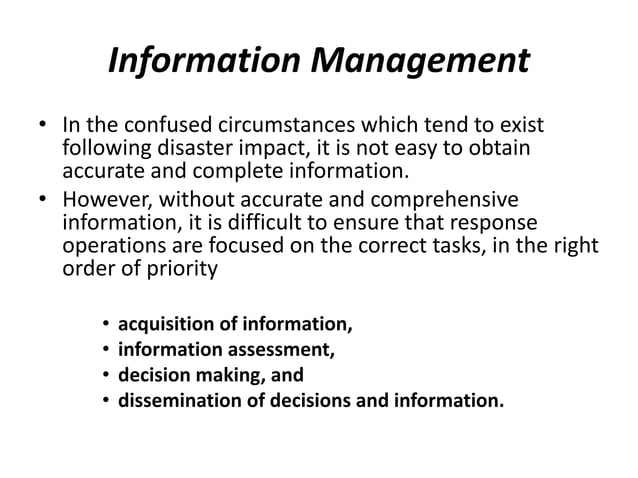 Information Management
• In the confused circumstances which tend to exist
following disaster impact, it is not easy to obtain
accurate and complete information.
• However, without accurate and comprehensive
information, it is difficult to ensure that response
operations are focused on the correct tasks, in the right
order of priority
• acquisition of information,
• information assessment,
• decision making, and
• dissemination of decisions and information.